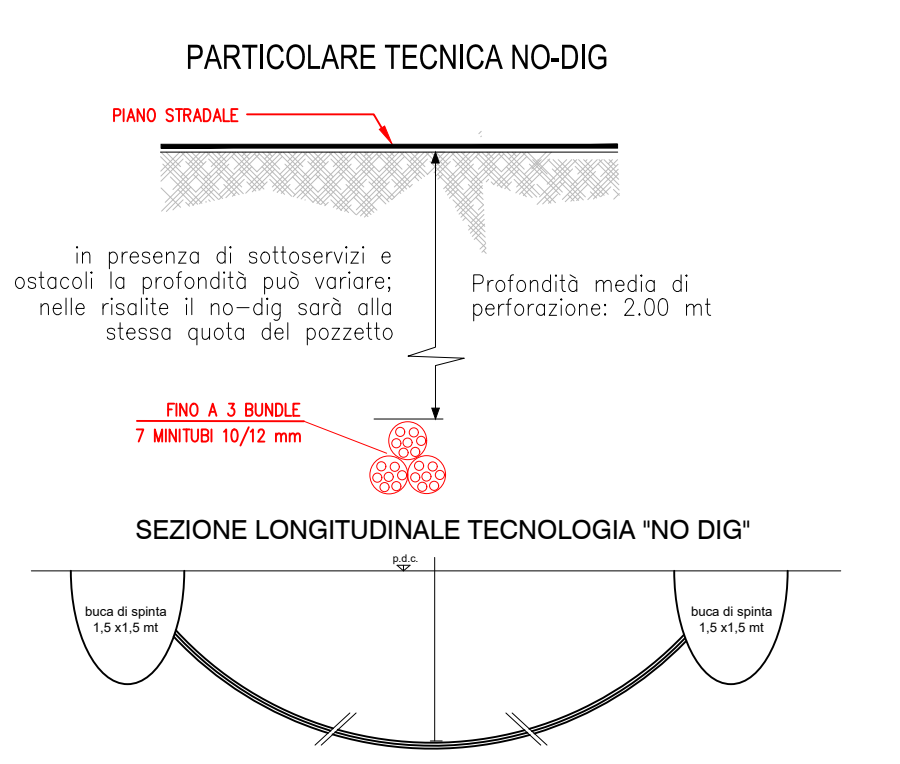 PARTICOLARE TECNICA NO-DIG
PIANO STRADALE
in presenza di sottoservizi e
ostacoli la profondità può variare;
nelle risalite il no-dig sarà alla
stessa quota del pozzetto
Profondità media di
perforazione: 2.00 mt
FINO A 3 BUNDLE
7 MINITUBI 10/12 mm
SEZIONE LONGITUDINALE TECNOLOGIA "NO DIG"
p.d.c.
buca di spinta
1,5 x1,5 mt
buca di spinta
1,5 x1,5 mt